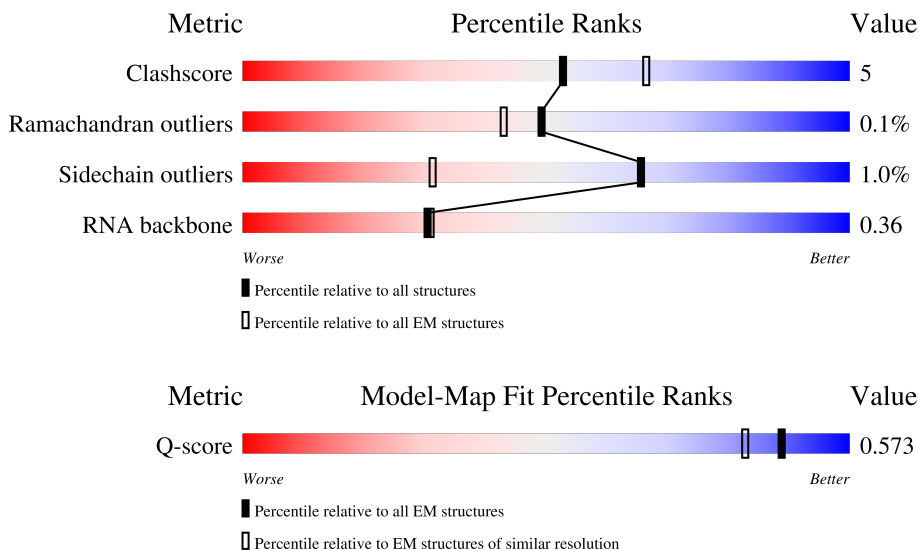 Metric Percentile Ranks Value
Clashscore 5
Ramachandran outliers 0.1%
Sidechain outliers 1.0%
RNA backbone 0.36
Worse Better
Percentile relative to all structures
Percentile relative to all EM structures
Metric Model-Map Fit Percentile Ranks Value
Q-score 0.573
Worse Better
Percentile relative to all EM structures
Percentile relative to EM structures of similar resolution